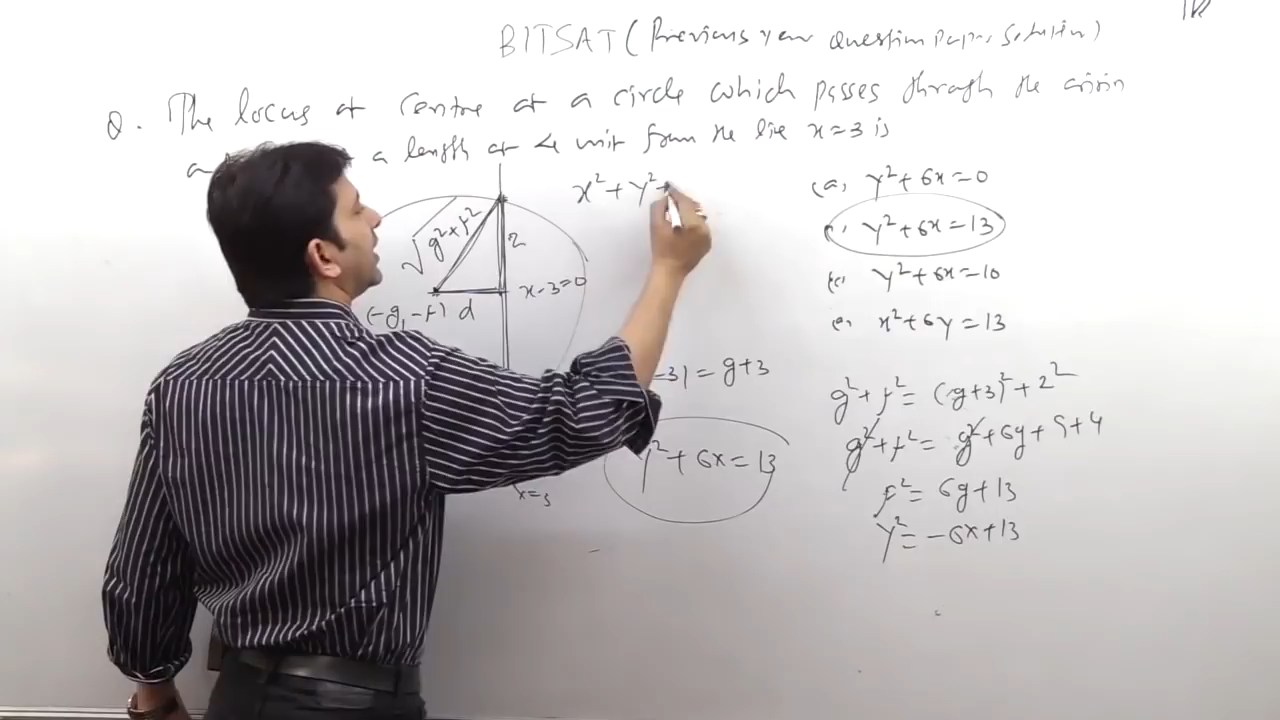 BITSAT (Previous year Question Paper Solution)
Q. The locus of centre of a circle which passes through the origin
a length of 4 unit from the line x=3 is
x²+y²+
(a) y²+6x=0
y²+6x=13
(c) y²+6x=10
x²+6y=13
√g²+f²
2
x-3=0
(-g,-f) d
-3| = g+3
y²+6x=13
x=3
g²+f²= (g+3)²+2²
g²+f²= g²+6g+9+4
f²= 6g+13
y²= -6x+13